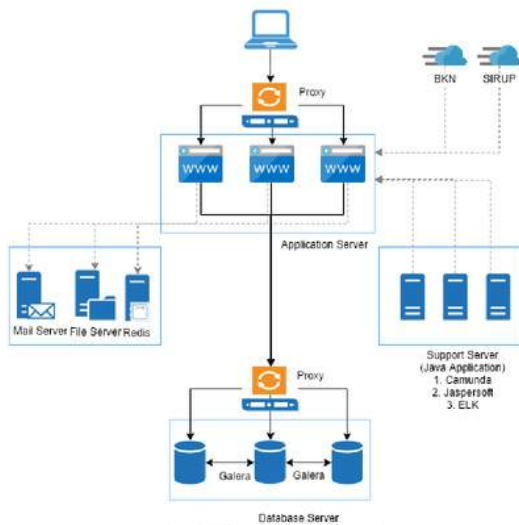 BKN
SIRUP
Proxy
WWW
WWW
WWW
Application Server
Mail Server
File Server
Redis
Support Server
(Java Application)
1. Camunda
2. Jaspersoft
3. ELK
Proxy
Galera
Galera
Database Server